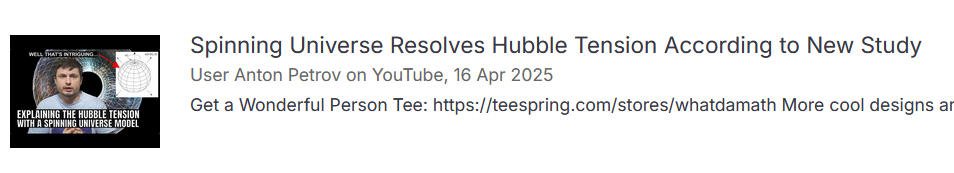 WELL THAT'S INTRIGUING...
EXPLAINING THE HUBBLE TENSION
WITH A SPINNING UNIVERSE MODEL
Spinning Universe Resolves Hubble Tension According to New Study
User Anton Petrov on YouTube, 16 Apr 2025
Get a Wonderful Person Tee: https://teespring.com/stores/whatdamath More cool designs ar